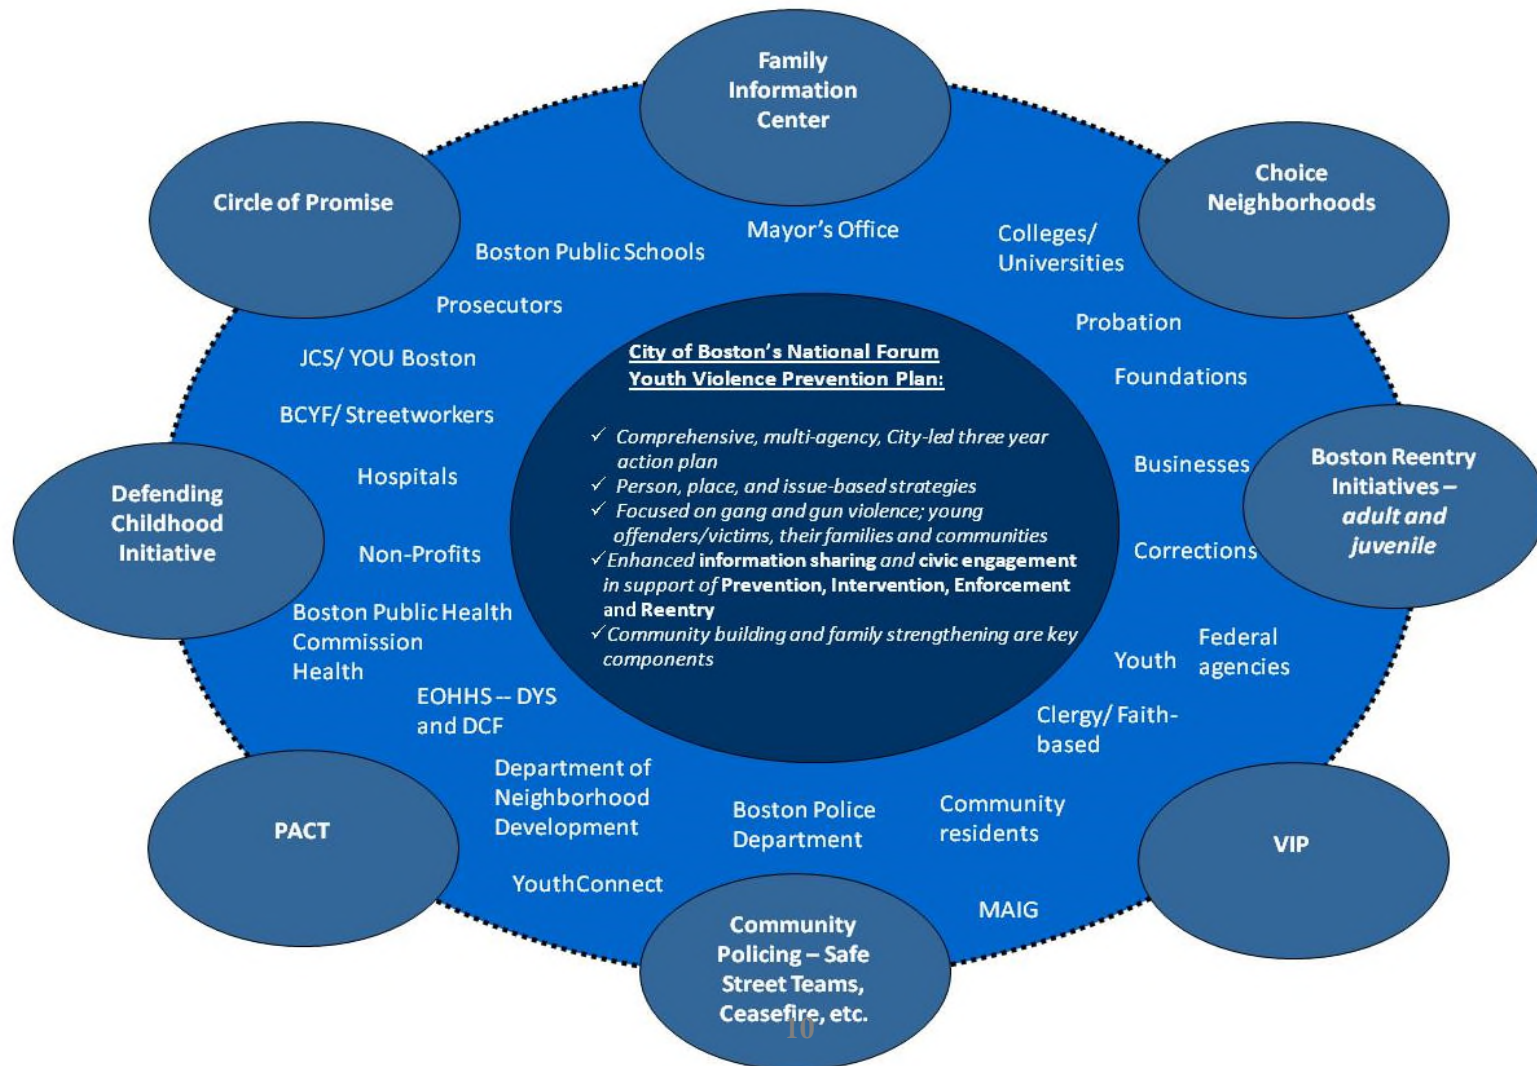 Family
Information
Center
Choice
Neighborhoods
Circle of Promise
Mayor's Office
Colleges/
Universities
Boston Public Schools
Prosecutors
Probation
JCS/ YOU Boston
Foundations
BCYF/ Streetworkers
City of Boston's National Forum
Youth Violence Prevention Plan:
✓ Comprehensive, multi-agency, City-led three year
action plan
✓ Person, place, and issue-based strategies
✓ Focused on gang and gun violence; young
offenders/victims, their families and communities
✓ Enhanced information sharing and civic engagement
in support of Prevention, Intervention, Enforcement
and Reentry
✓ Community building and family strengthening are key
components
Hospitals
Businesses
Boston Reentry
Initiatives –
adult and
juvenile
Defending
Childhood
Initiative
Non-Profits
Corrections
Boston Public Health
Commission
Health
Youth
Federal
agencies
EOHHS -- DYS
and DCF
Clergy/ Faith-
based
Department of
Neighborhood
Development
Boston Police
Department
Community
residents
PACT
VIP
YouthConnect
MAIG
Community
Policing – Safe
Street Teams,
Ceasefire, etc.
10